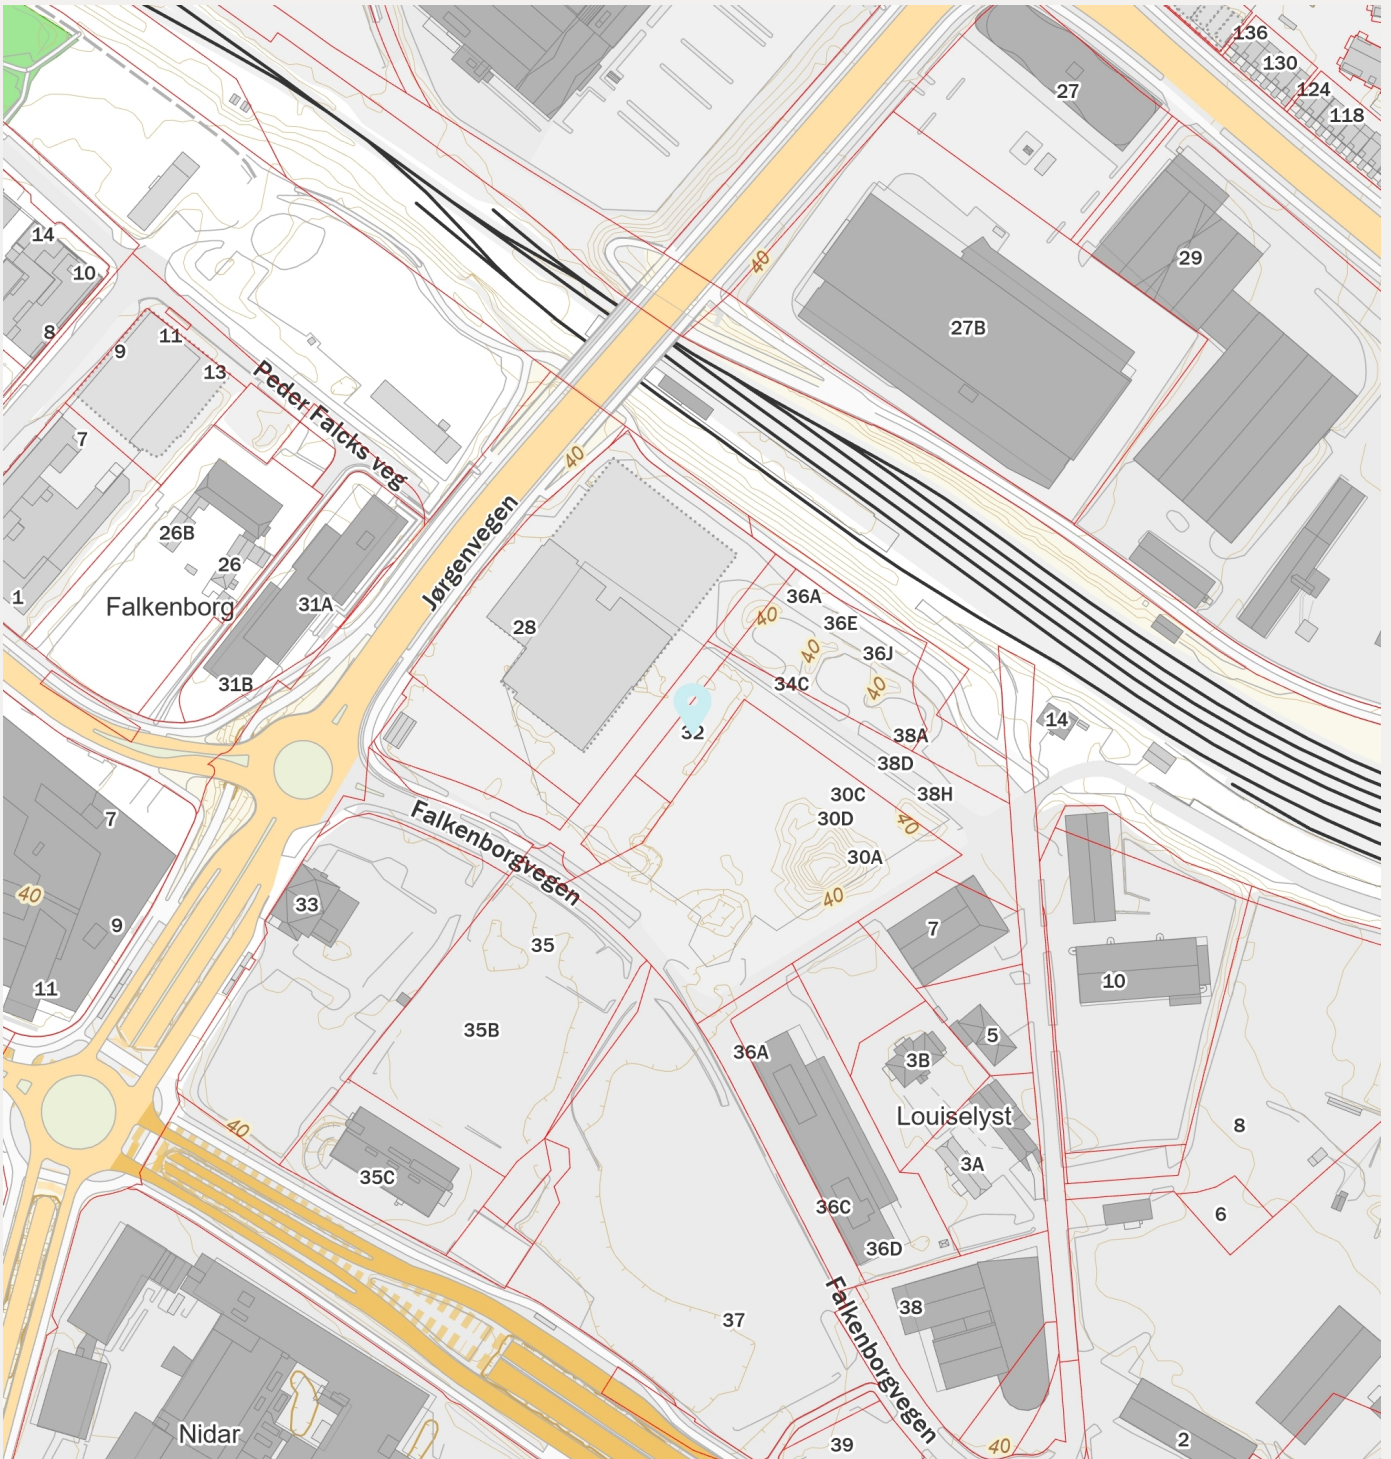 136
130
27
124
118
14
29
40
10
27B
8
11
9
13
Peder Falcks veg
7
40
26B
Jørgenvegen
26
36A
1
Falkenborg
31A
40
36E
28
40
36J
31B
34C
40
14
32
38A
38D
30C
38H
7
Falkenborgvegen
30D
40
30A
40
40
33
9
7
35
10
11
35B
5
36A
3B
Louiselyst
40
8
3A
35C
36C
6
36D
38
37
Falkenborgvegen
Nidar
39
40
2